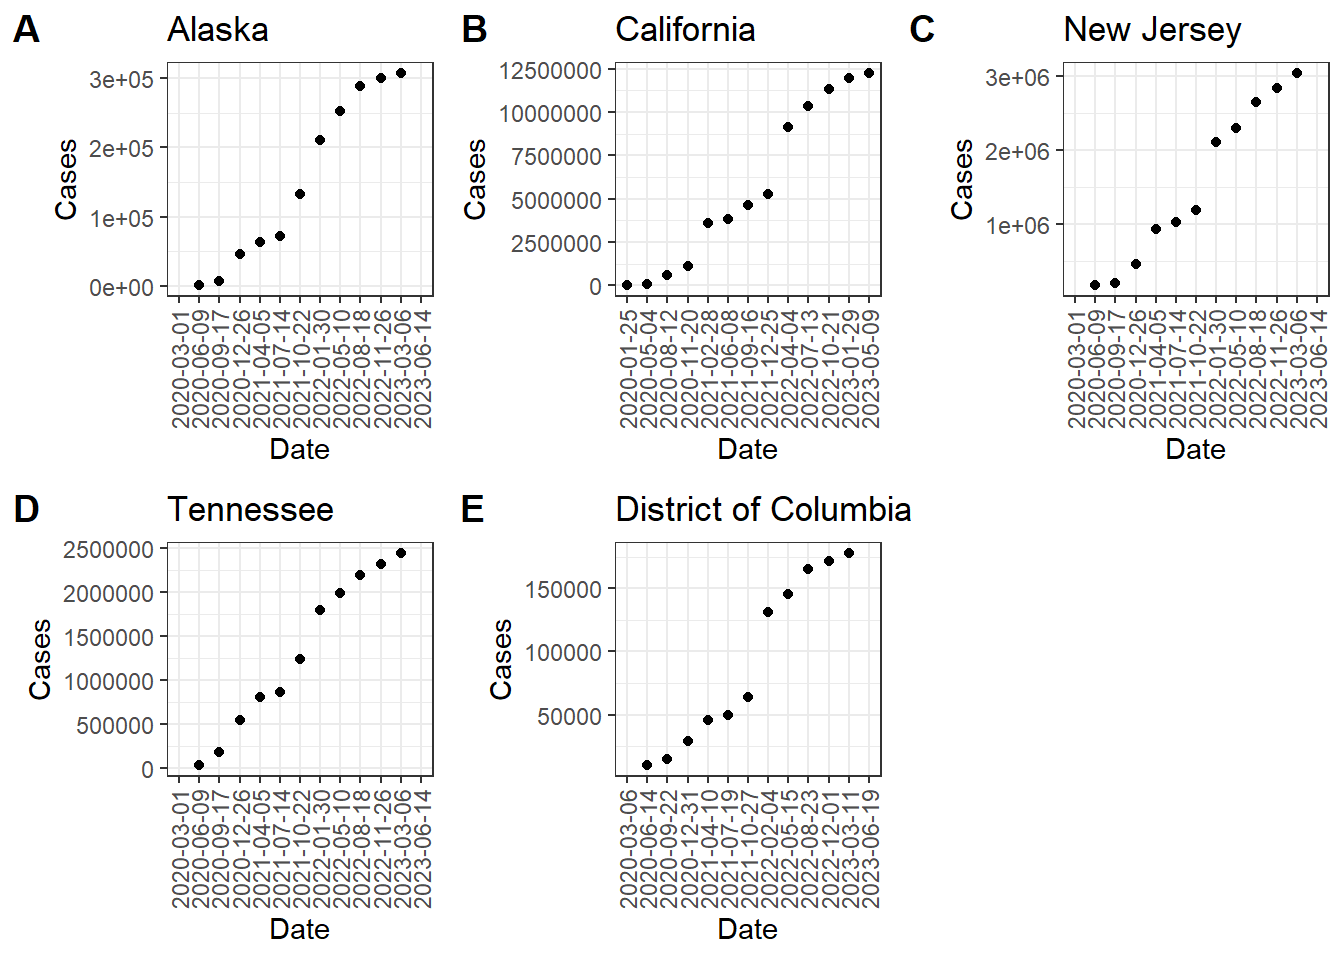 A
Alaska
Cases
3e+05
2e+05
1e+05
0e+00
2020-03-01
2020-06-09
2020-09-17
2020-12-26
2021-04-05
2021-07-14
2021-10-22
2022-01-30
2022-05-10
2022-08-18
2022-11-26
2023-03-06
2023-06-14
Date
B
California
Cases
12500000
10000000
7500000
5000000
2500000
0
2020-01-25
2020-05-04
2020-08-12
2020-11-20
2021-02-28
2021-06-08
2021-09-16
2021-12-25
2022-04-04
2022-07-13
2022-10-21
2023-01-29
2023-05-09
Date
C
New Jersey
Cases
3e+06
2e+06
1e+06
2020-03-01
2020-06-09
2020-09-17
2020-12-26
2021-04-05
2021-07-14
2021-10-22
2022-01-30
2022-05-10
2022-08-18
2022-11-26
2023-03-06
2023-06-14
Date
D
Tennessee
Cases
2500000
2000000
1500000
1000000
500000
0
2020-03-01
2020-06-09
2020-09-17
2020-12-26
2021-04-05
2021-07-14
2021-10-22
2022-01-30
2022-05-10
2022-08-18
2022-11-26
2023-03-06
2023-06-14
Date
E
District of Columbia
Cases
150000
100000
50000
2020-03-06
2020-06-14
2020-09-22
2020-12-31
2021-04-10
2021-07-19
2021-10-27
2022-02-04
2022-05-15
2022-08-23
2022-12-01
2023-03-11
2023-06-19
Date